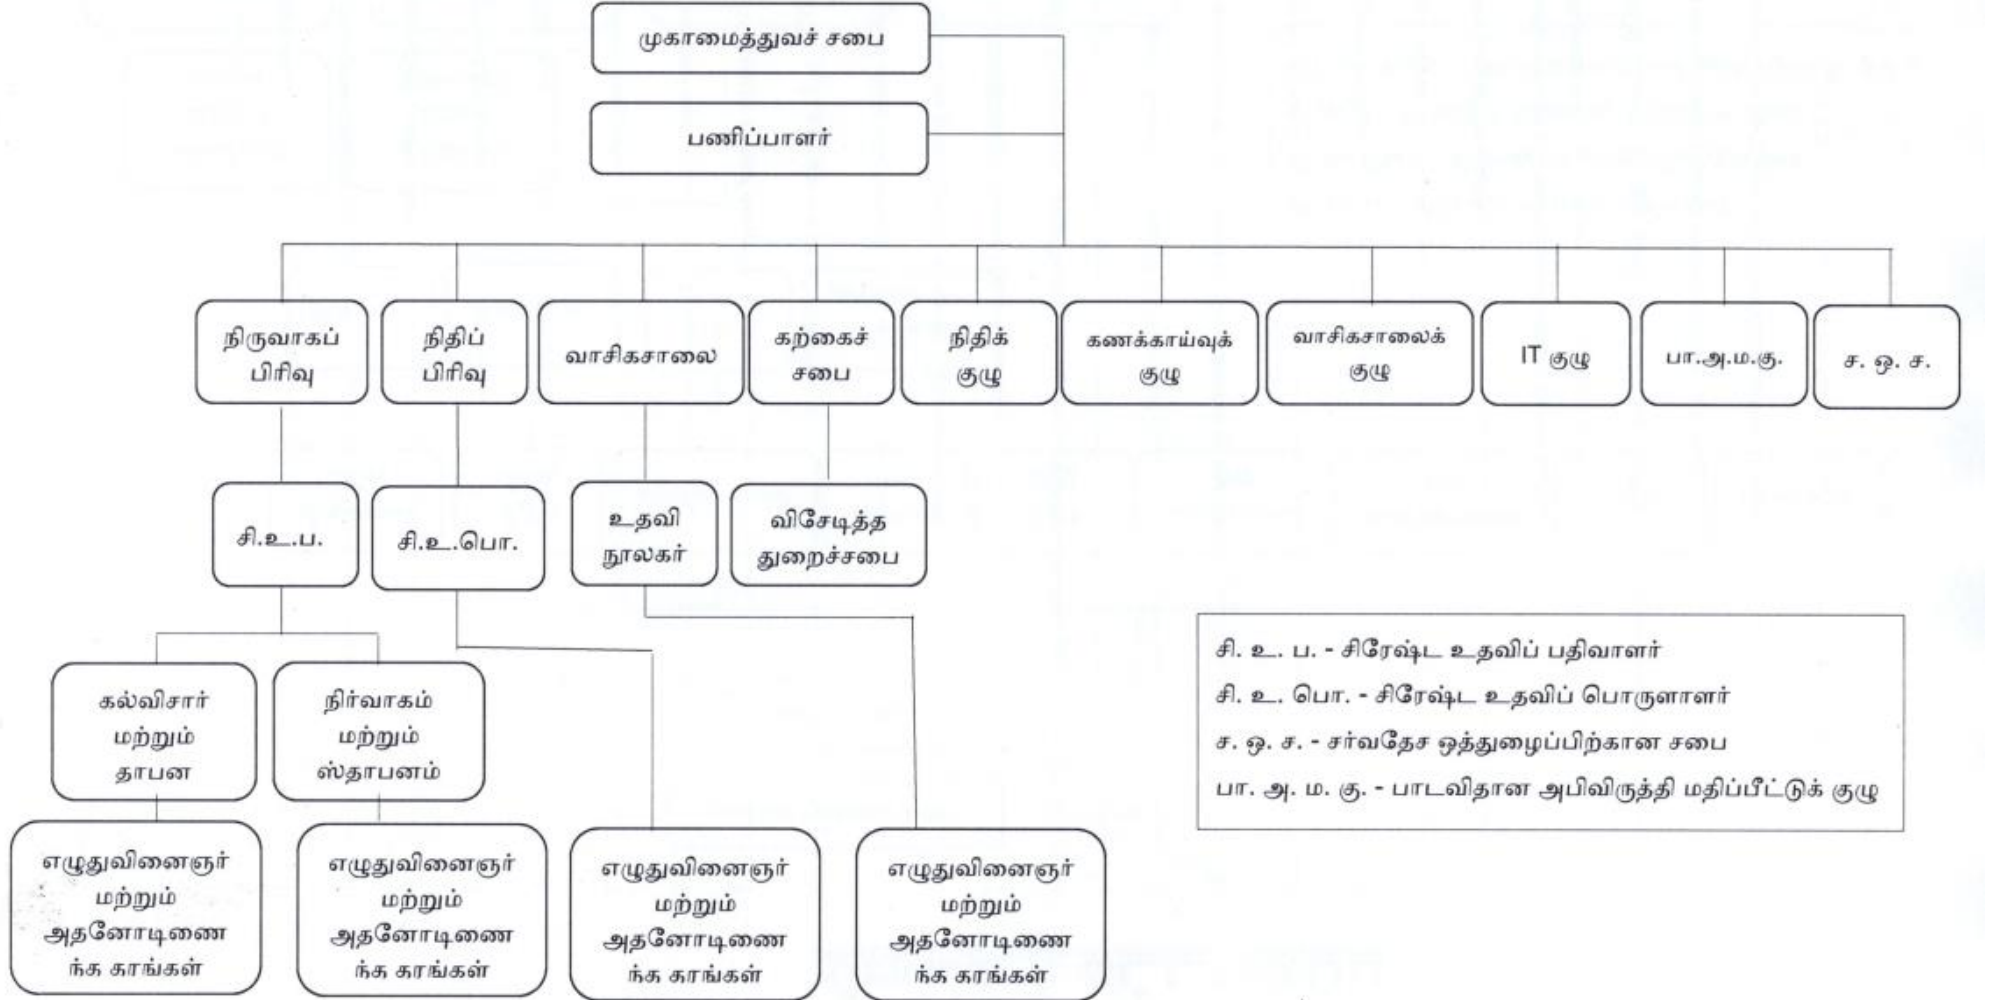 முகாமைத்துவச் சபை
பணிப்பாளர்
நிருவாகப்
பிரிவு
நிதிப்
பிரிவு
வாசிகசாலை
கற்கைச்
சபை
நிதிக்
குழு
கணக்காய்வுக்
குழு
வாசிகசாலைக்
குழு
IT குழு
பா.அ.ம.கு.
ச. ஒ. ச.
சி.உ.ப.
சி.உ.பொ.
உதவி
நூலகர்
விசேடித்த
துறைச்சபை
கல்விசார்
மற்றும்
தாபன
நிர்வாகம்
மற்றும்
ஸ்தாபனம்
எழுதுவினைஞர்
மற்றும்
அதனோடிணை
ந்த காங்கள்
எழுதுவினைஞர்
மற்றும்
அதனோடிணை
ந்த கரங்கள்
எழுதுவினைஞர்
மற்றும்
அதனோடிணை
ந்த காங்கள்
எழுதுவினைஞர்
மற்றும்
அதனோடிணை
ந்த காங்கள்
சி. உ. ப. - சிரேஷ்ட உதவிப் பதிவாளர்
சி. உ. பொ. - சிரேஷ்ட உதவிப் பொருளாளர்
ச. ஒ. ச. - சர்வதேச ஒத்துழைப்பிற்கான சபை
பா. அ. ம. கு. - பாடவிதான அபிவிருத்தி மதிப்பீட்டுக் குழு